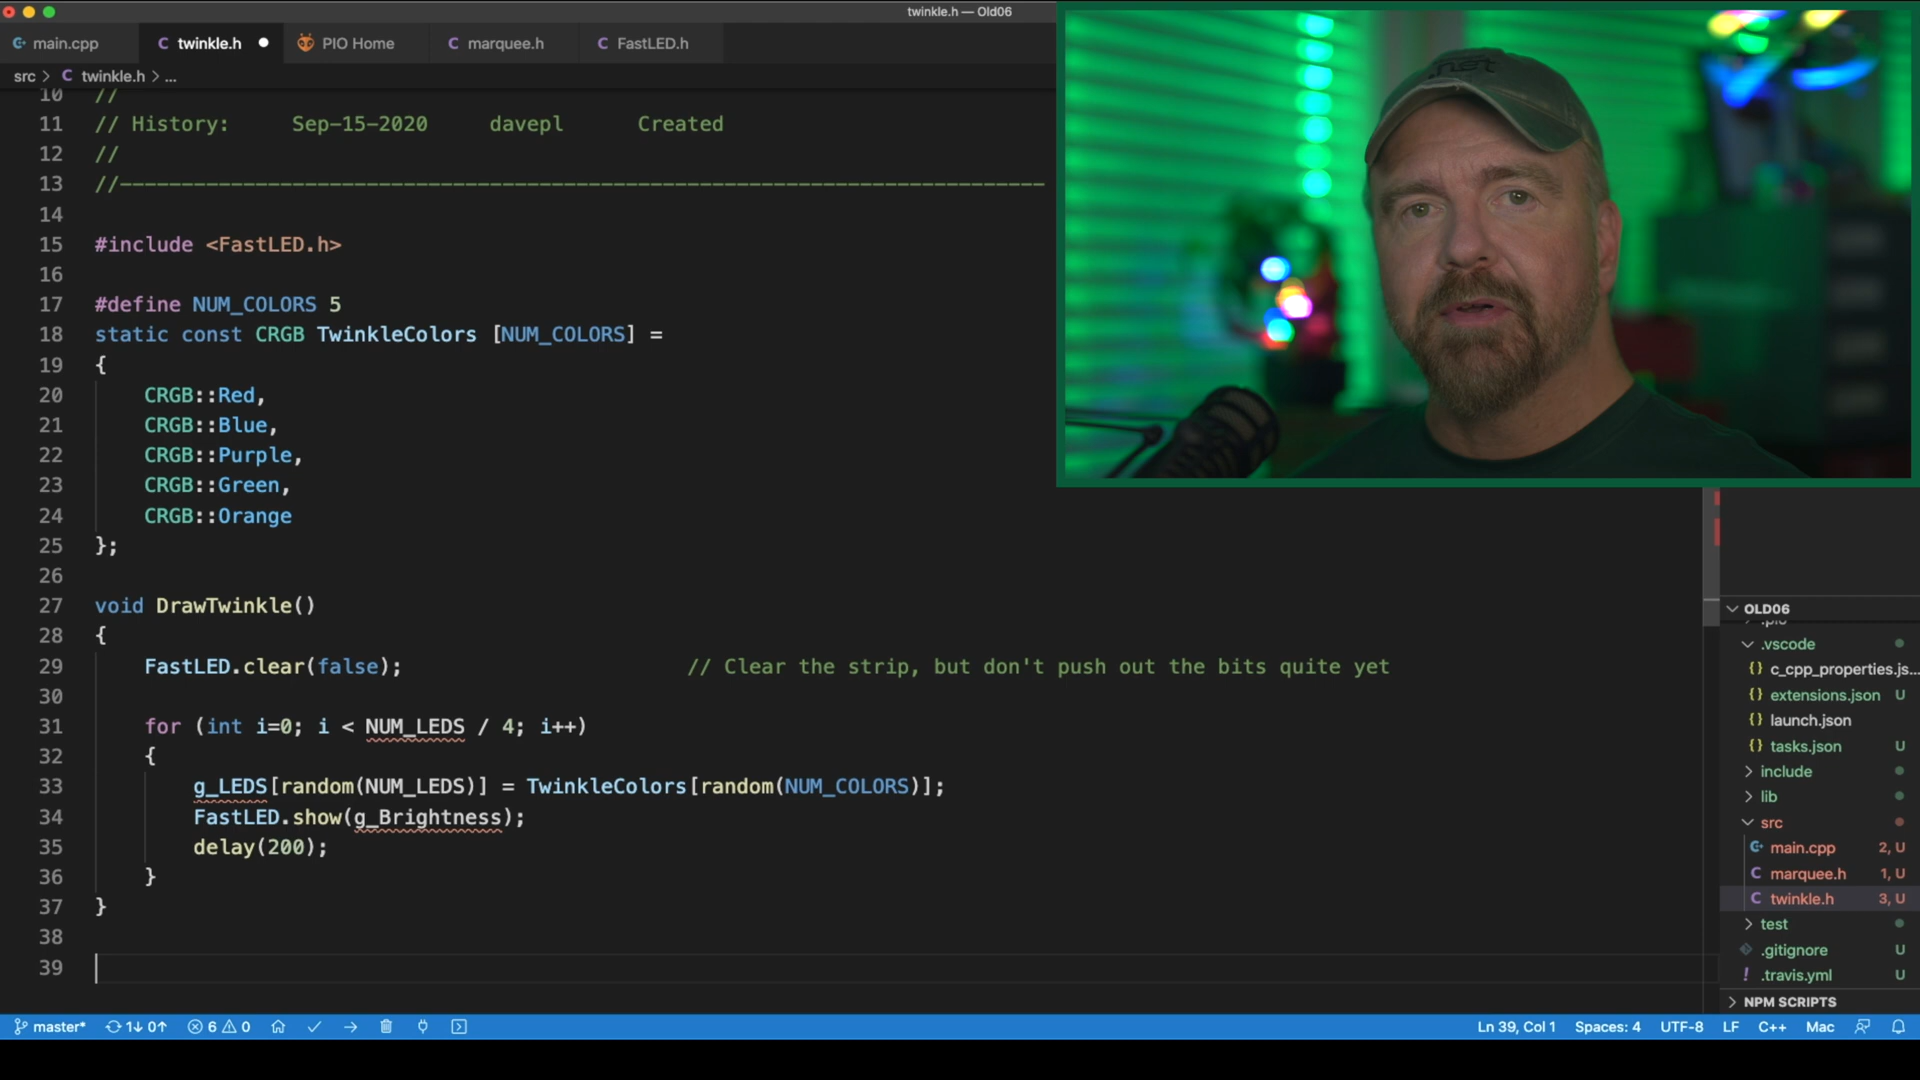 twinkle.h — Old06
main.cpp
twinkle.h
PIO Home
marquee.h
FastLED.h
src > C twinkle.h > ...
10 //
11 // History: Sep-15-2020 davepl Created
12 //
13 //---------------------------------------------------------------------------
14
15 #include <FastLED.h>
16
17 #define NUM_COLORS 5
18 static const CRGB TwinkleColors [NUM_COLORS] =
19 {
20 CRGB::Red,
21 CRGB::Blue,
22 CRGB::Purple,
23 CRGB::Green,
24 CRGB::Orange
25 };
26
27 void DrawTwinkle()
28 {
29 FastLED.clear(false); // Clear the strip, but don't push out the bits quite yet
30
31 for (int i=0; i < NUM_LEDS / 4; i++)
32 {
33 g_LEDS[random(NUM_LEDS)] = TwinkleColors[random(NUM_COLORS)];
34 FastLED.show(g_Brightness);
35 delay(200);
36 }
37 }
38
39
OLD06
.vscode
{} c_cpp_properties.js...
{} extensions.json U
{} launch.json
{} tasks.json U
include
lib
src
main.cpp 2, U
C marquee.h 1, U
C twinkle.h 3, U
test
.gitignore U
! .travis.yml U
NPM SCRIPTS
master* 1↓ 0↑ 6 0
Ln 39, Col 1 Spaces: 4 UTF-8 LF C++ Mac